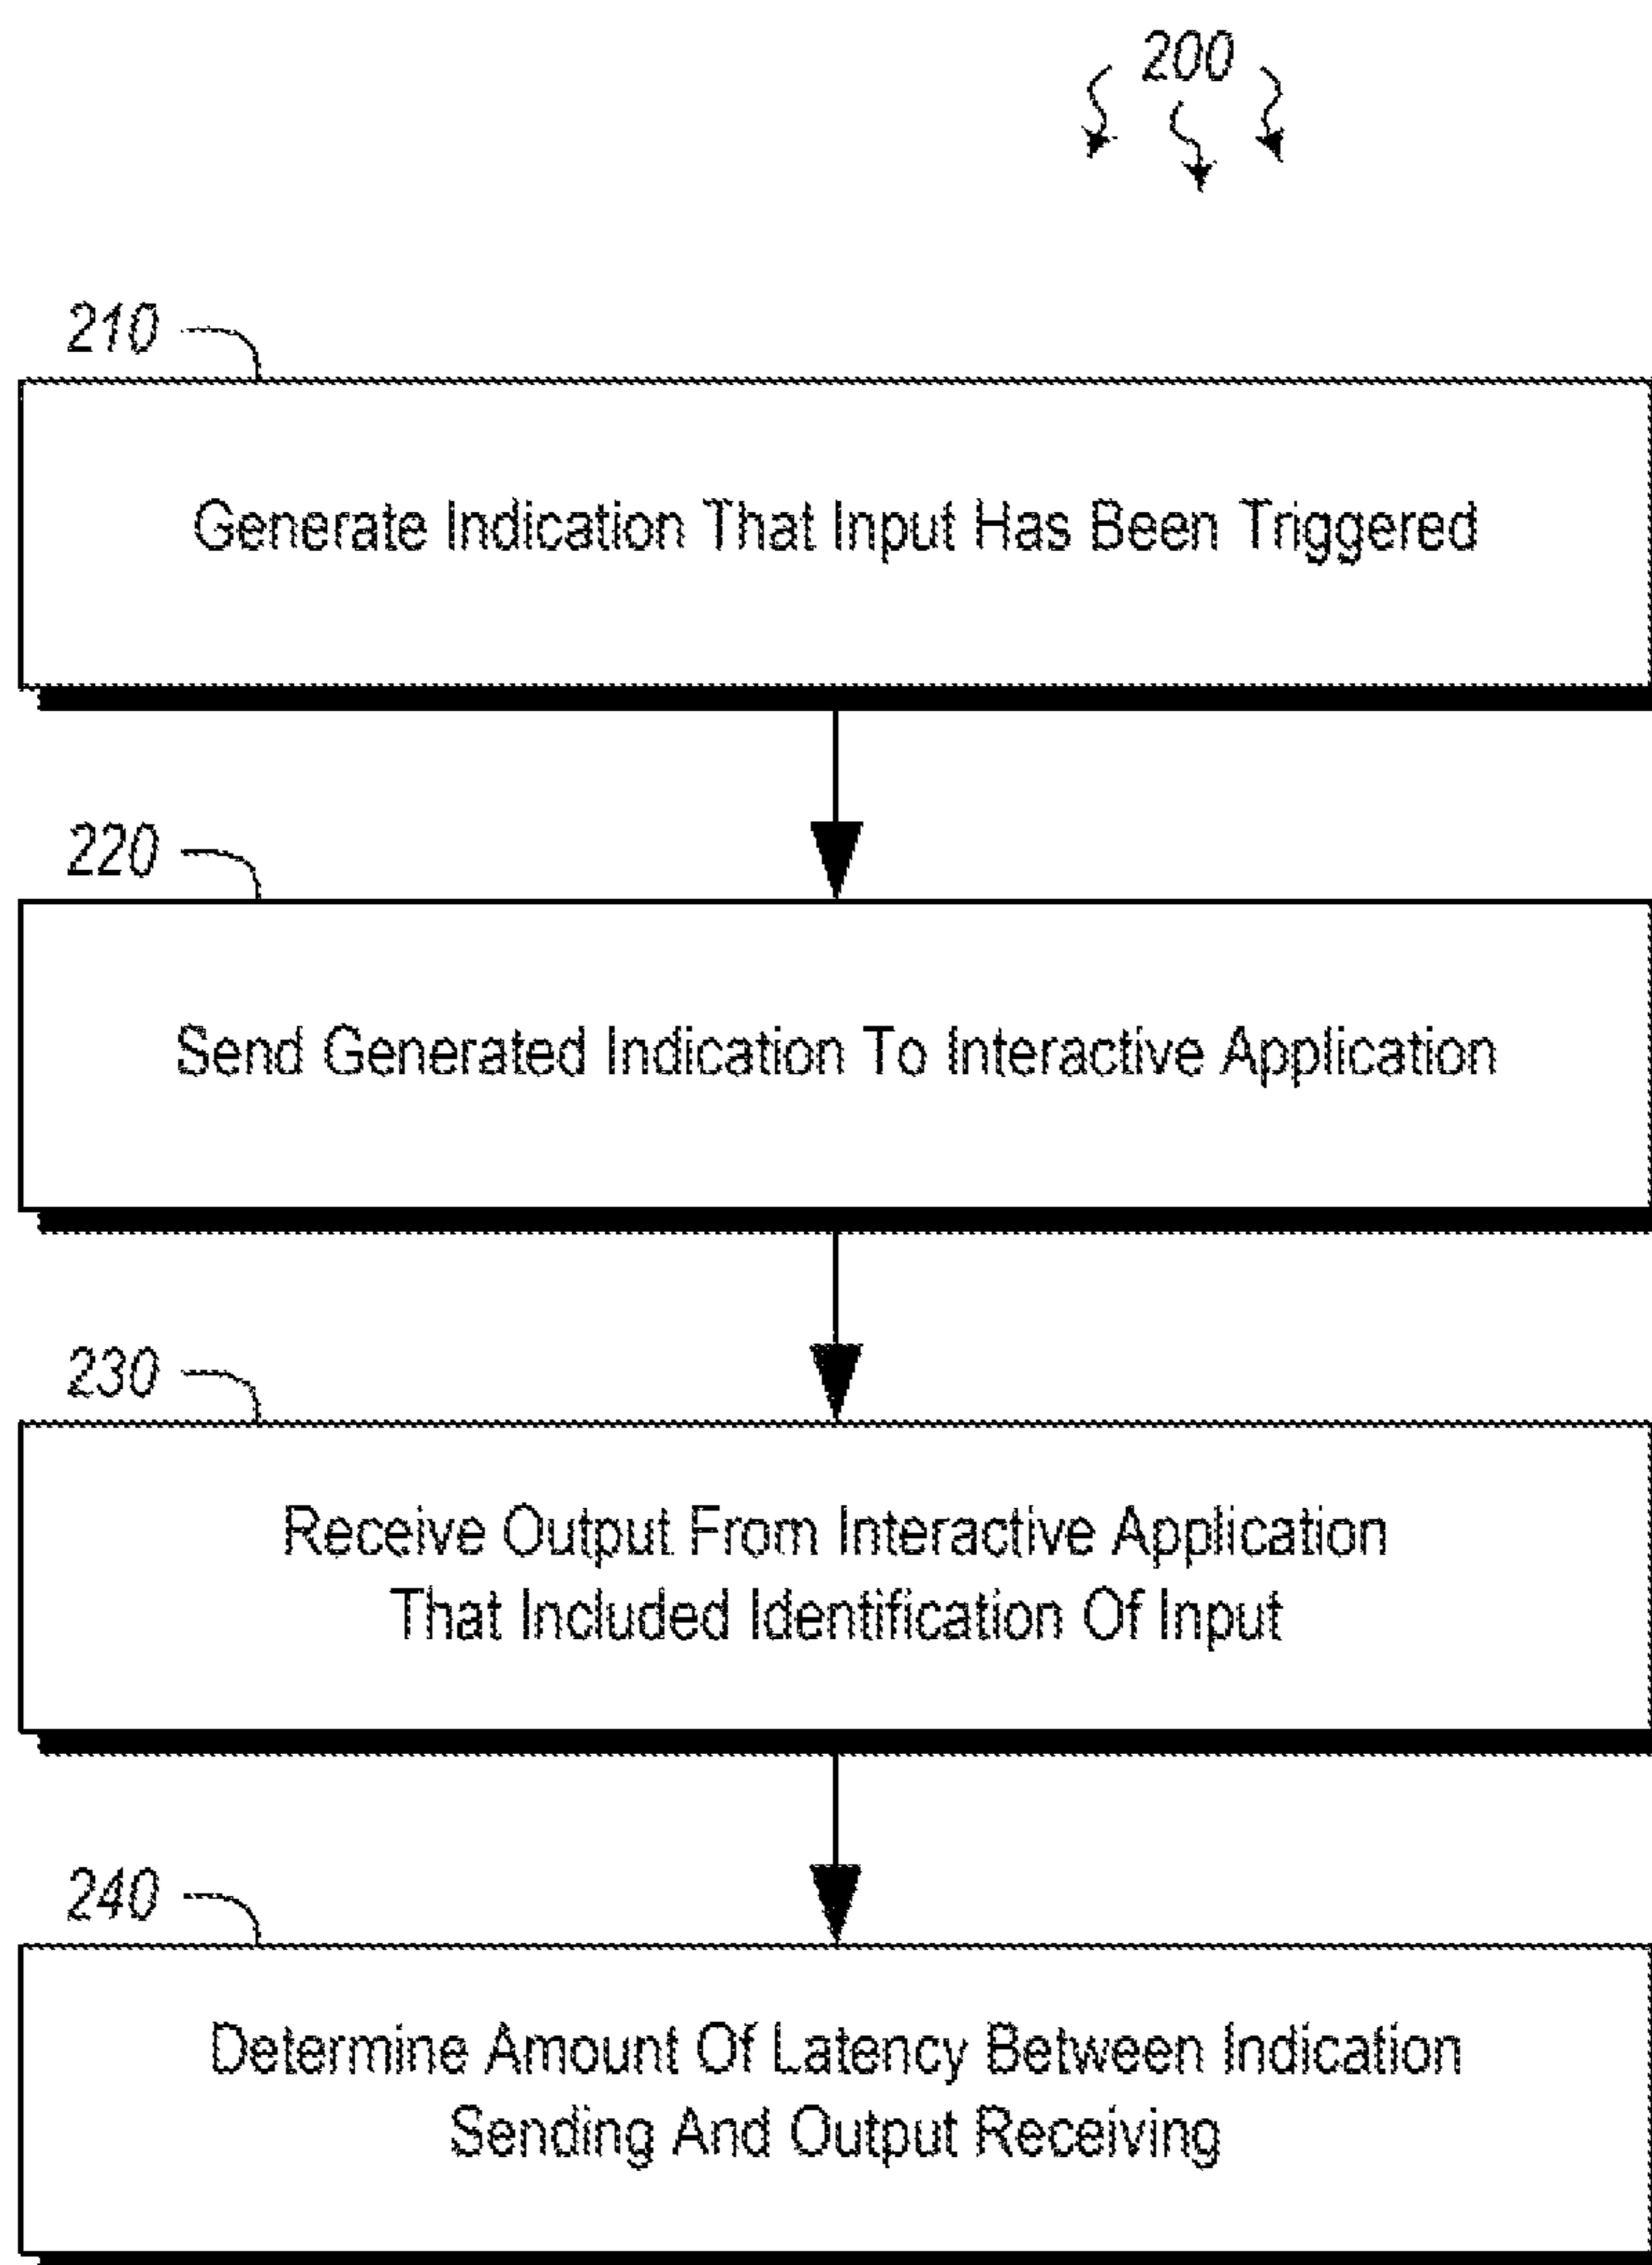 200
210
Generate Indication That Input Has Been Triggered
220
Send Generated Indication To Interactive Application
230
Receive Output From Interactive Application
That Included Identification Of Input
240
Determine Amount Of Latency Between Indication
Sending And Output Receiving